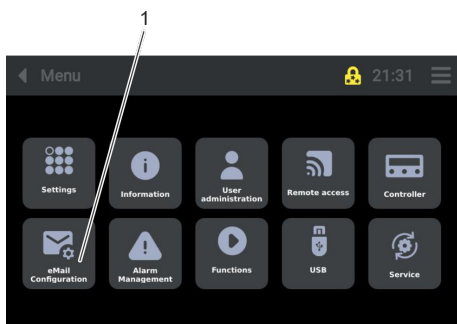 1
Menu 21:31
Settings Information User administration Remote access Controller
eMail Configuration Alarm Management Functions USB Service